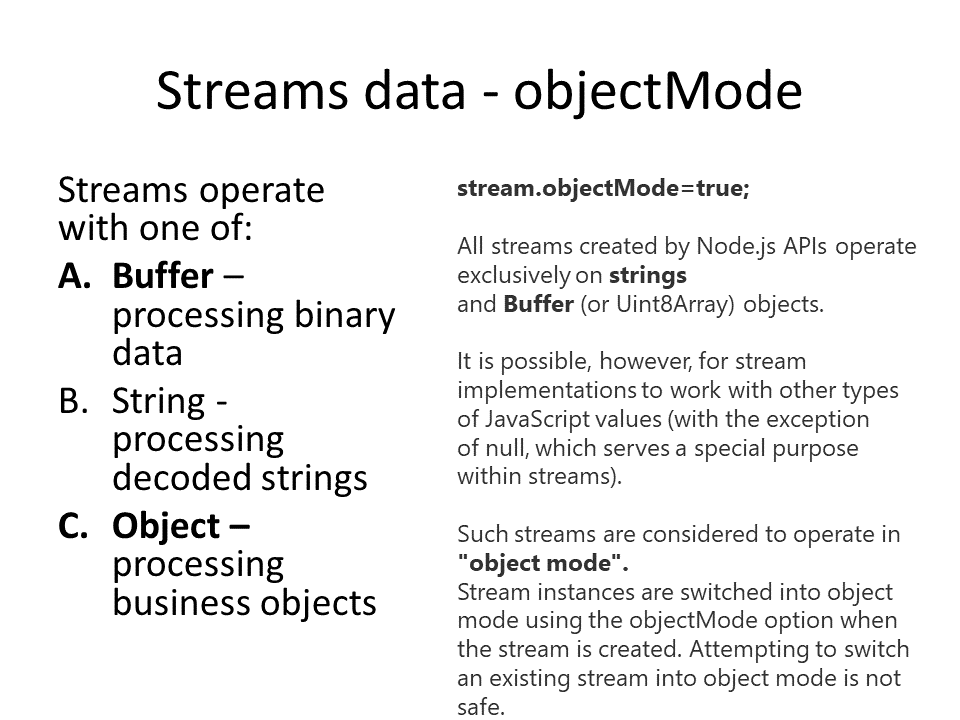 Streams data - objectMode
Streams operate
with one of:
A. Buffer –
processing binary
data
B. String -
processing
decoded strings
C. Object –
processing
business objects
stream.objectMode=true;
All streams created by Node.js APIs operate
exclusively on strings
and Buffer (or Uint8Array) objects.
It is possible, however, for stream
implementations to work with other types
of JavaScript values (with the exception
of null, which serves a special purpose
within streams).
Such streams are considered to operate in
"object mode".
Stream instances are switched into object
mode using the objectMode option when
the stream is created. Attempting to switch
an existing stream into object mode is not
safe.